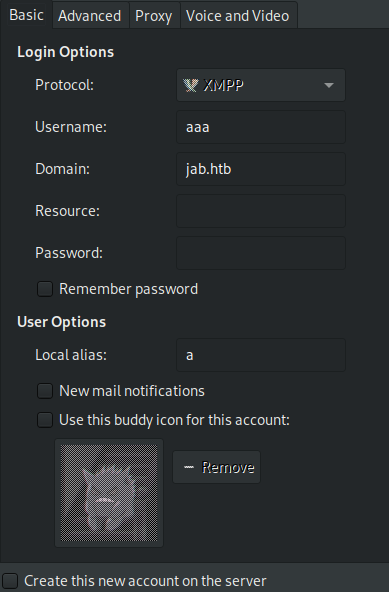 Basic Advanced Proxy Voice and Video
Login Options
Protocol: XMPP
Username: aaa
Domain: jab.htb
Resource:
Password:
Remember password
User Options
Local alias: a
New mail notifications
Use this buddy icon for this account:
Remove
Create this new account on the server